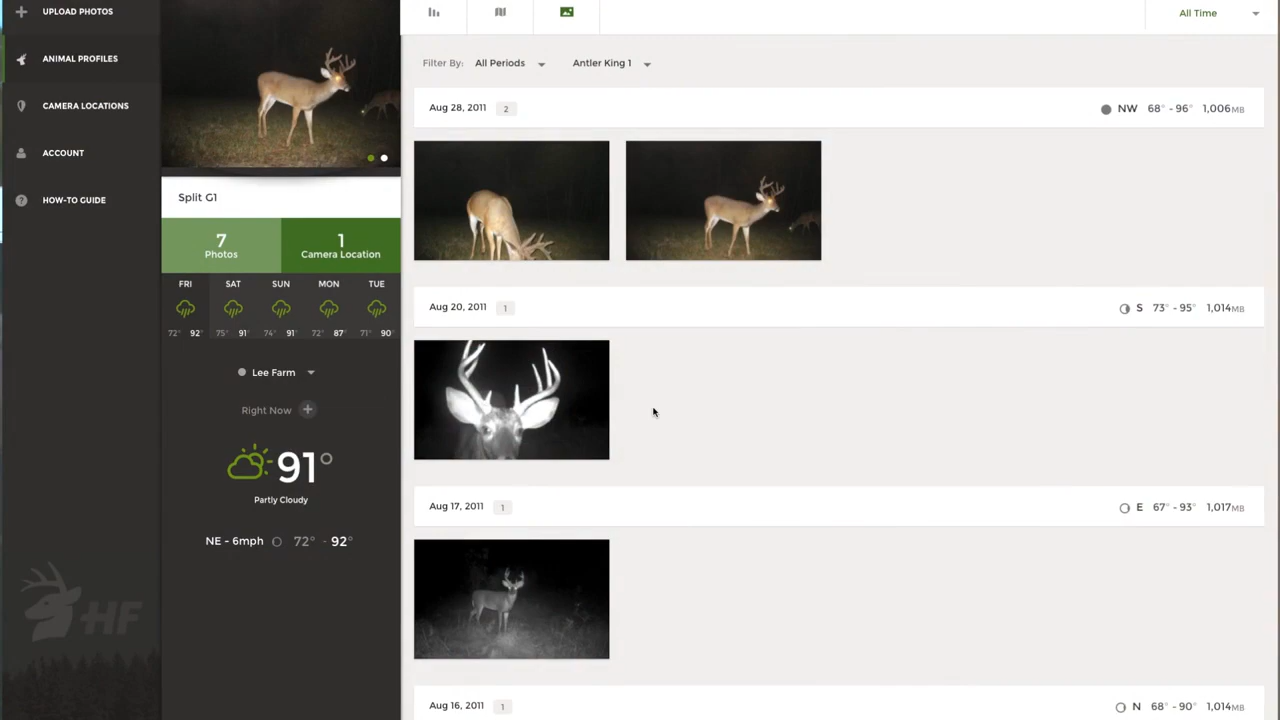 UPLOAD PHOTOS
ANIMAL PROFILES
CAMERA LOCATIONS
ACCOUNT
HOW-TO GUIDE
HF
Split G1
7
Photos
1
Camera Location
FRI SAT SUN MON TUE
72° 92° 75° 91° 74° 91° 72° 87° 71° 90°
Lee Farm
Right Now +
91°
Partly Cloudy
NE - 6mph 72° - 92°
All Time
Filter By: All Periods Antler King 1
Aug 28, 2011 2 NW 68° - 96° 1,006MB
Aug 20, 2011 1 S 73° - 95° 1,014MB
Aug 17, 2011 1 E 67° - 93° 1,017MB
Aug 16, 2011 1 N 68° - 90° 1,014MB